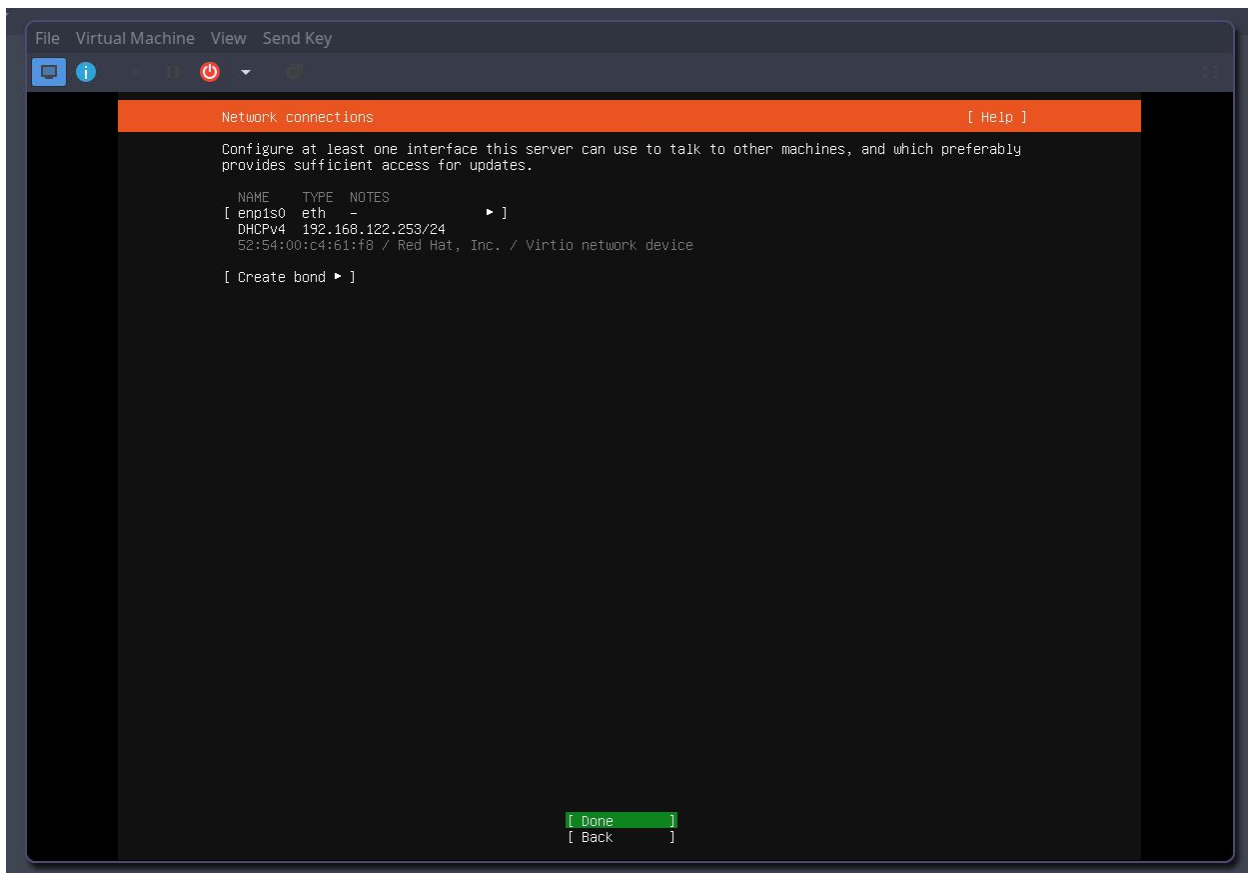 File Virtual Machine View Send Key
Network connections [ Help ]
Configure at least one interface this server can use to talk to other machines, and which preferably
provides sufficient access for updates.
NAME TYPE NOTES
[ enp1s0 eth - ▸ ]
DHCPv4 192.168.122.253/24
52:54:00:c4:61:f8 / Red Hat, Inc. / Virtio network device
[ Create bond ▸ ]
[ Done ]
[ Back ]